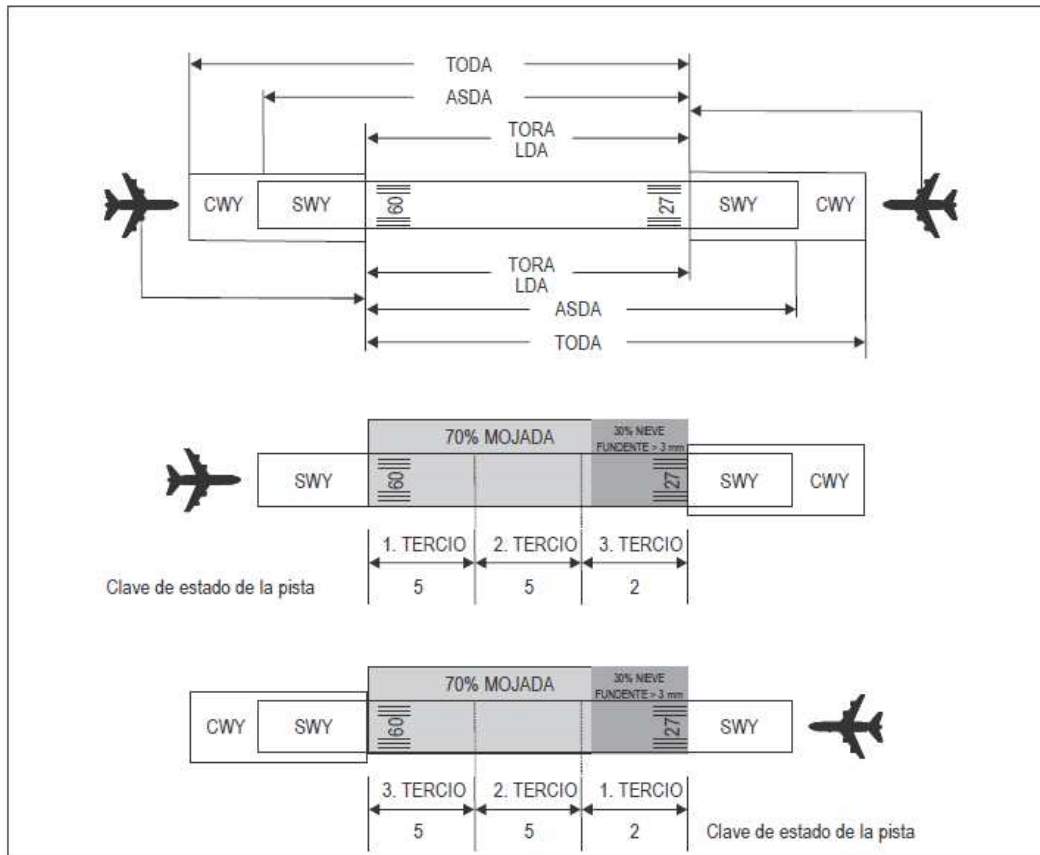 TODA
ASDA
TORA
LDA
CWY SWY 09 27 SWY CWY
TORA
LDA
ASDA
TODA
70% MOJADA 30% NIEVE
FUNDENTE > 3 mm
SWY 09 27 SWY CWY
1. TERCIO 2. TERCIO 3. TERCIO
Clave de estado de la pista 5 5 2
70% MOJADA 30% NIEVE
FUNDENTE > 3 mm
CWY SWY 09 27 SWY
3. TERCIO 2. TERCIO 1. TERCIO
5 5 2 Clave de estado de la pista